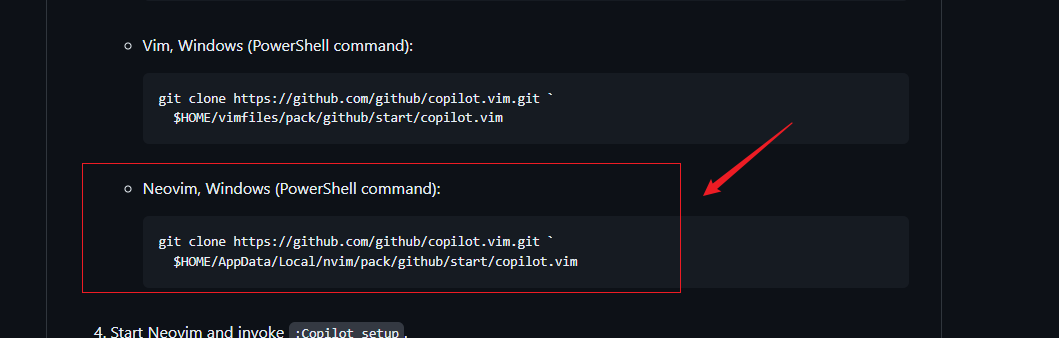 Vim, Windows (PowerShell command):
git clone https://github.com/github/copilot.vim.git `
$HOME/vimfiles/pack/github/start/copilot.vim
Neovim, Windows (PowerShell command):
git clone https://github.com/github/copilot.vim.git `
$HOME/AppData/Local/nvim/pack/github/start/copilot.vim
4. Start Neovim and invoke :Copilot setup.